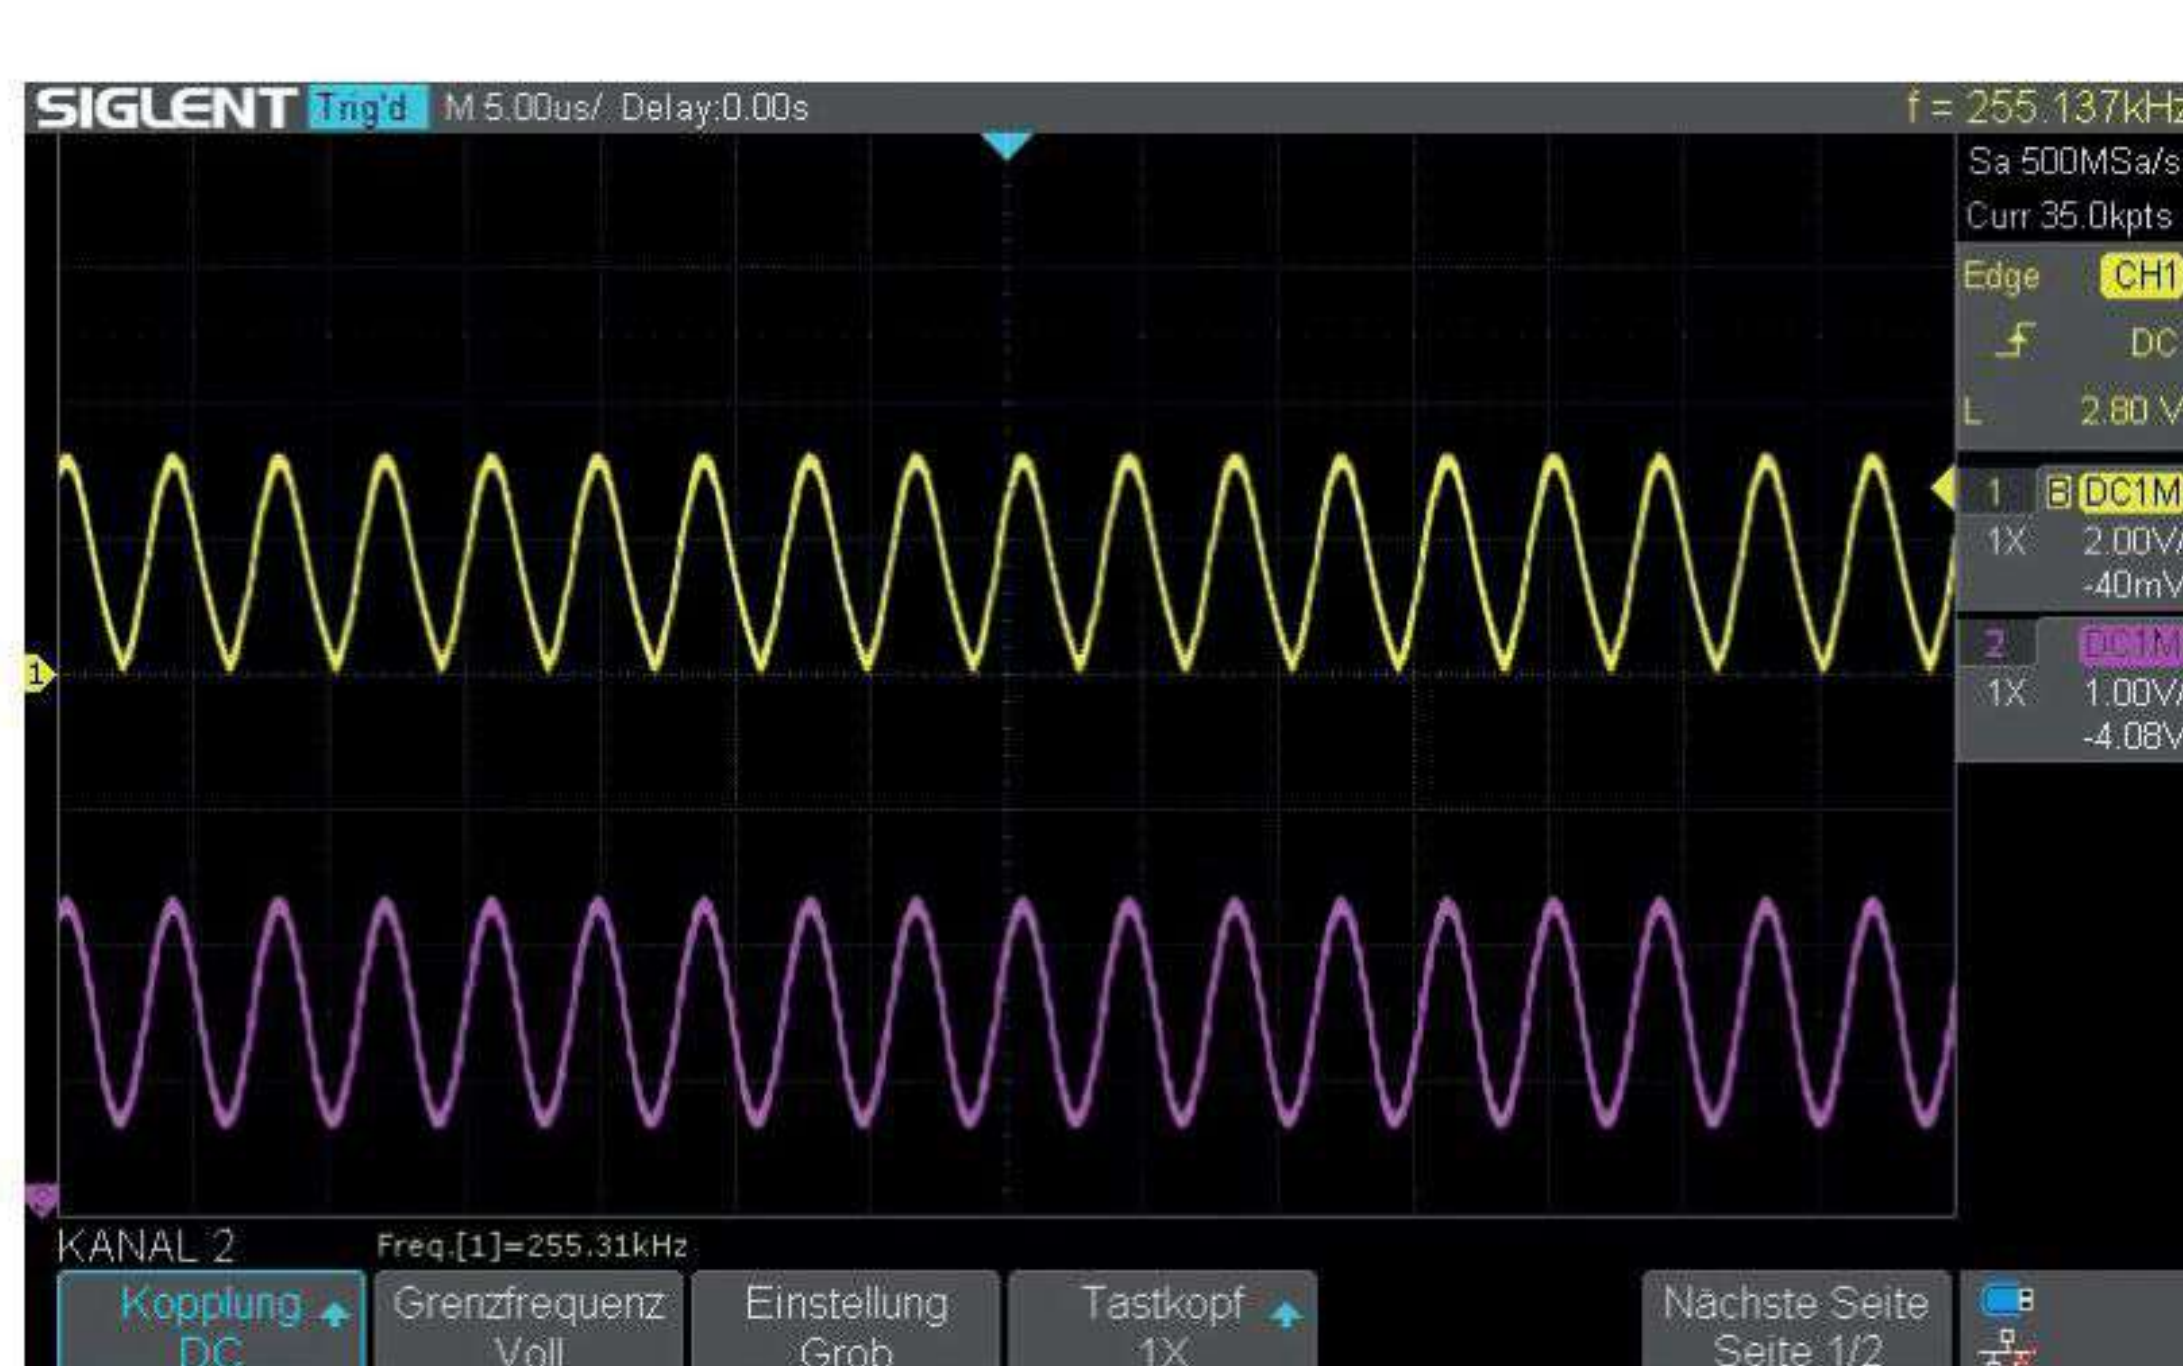 SIGLENT Trig'd M 5.00us/ Delay:0.00s f = 255.137kHz
Sa 500MSa/s
Curr 35.0kpts
Edge CH1
DC
L 2.80 V
1 B DC1M
1X 2.00V/
-40mV
1
2 DC1M
1X 1.00V/
-4.08V
KANAL 2 Freq.[1]=255.31kHz
Kopplung Grenzfrequenz Einstellung Tastkopf Nächste Seite
DC Voll Grob 1X Seite 1/2